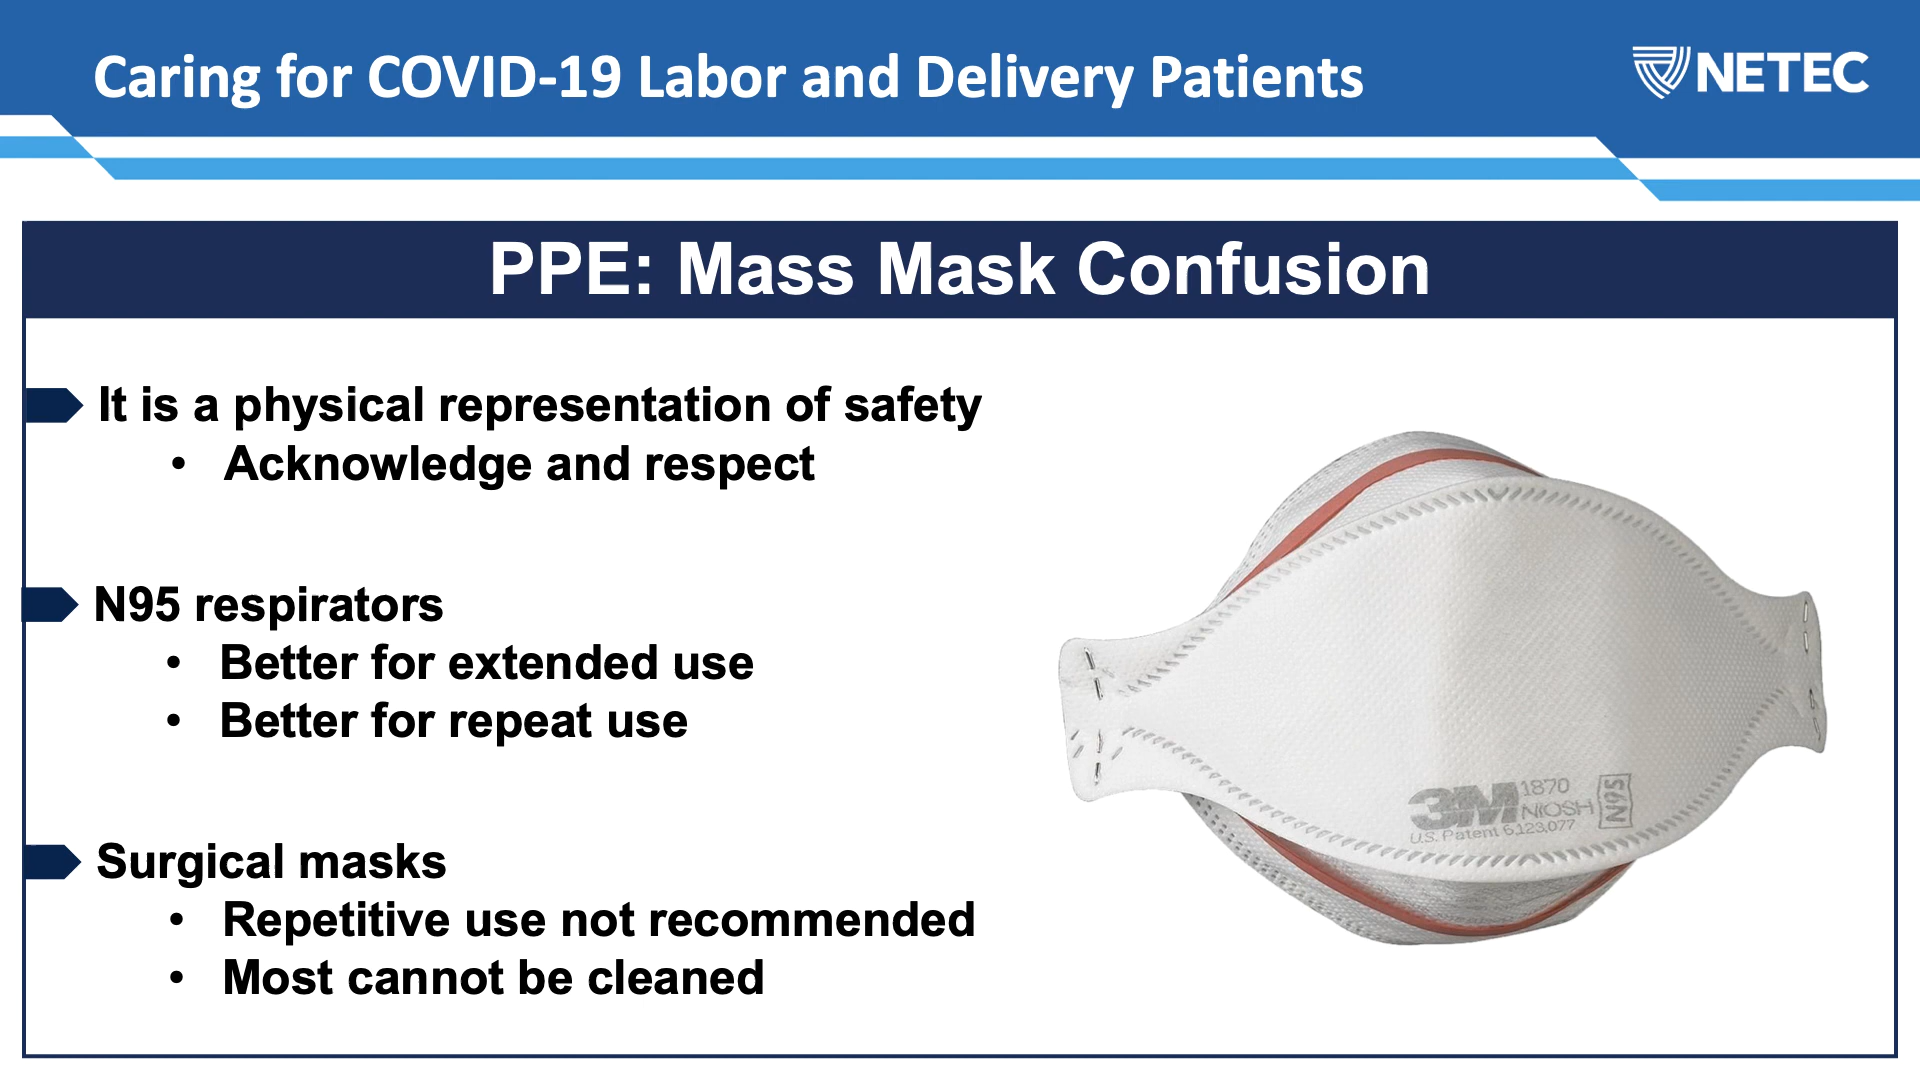 Caring for COVID-19 Labor and Delivery Patients
NETEC
PPE: Mass Mask Confusion
It is a physical representation of safety
• Acknowledge and respect
N95 respirators
• Better for extended use
• Better for repeat use
Surgical masks
• Repetitive use not recommended
• Most cannot be cleaned
3M 1870
NIOSH N95
U.S. Patent 6,123,077